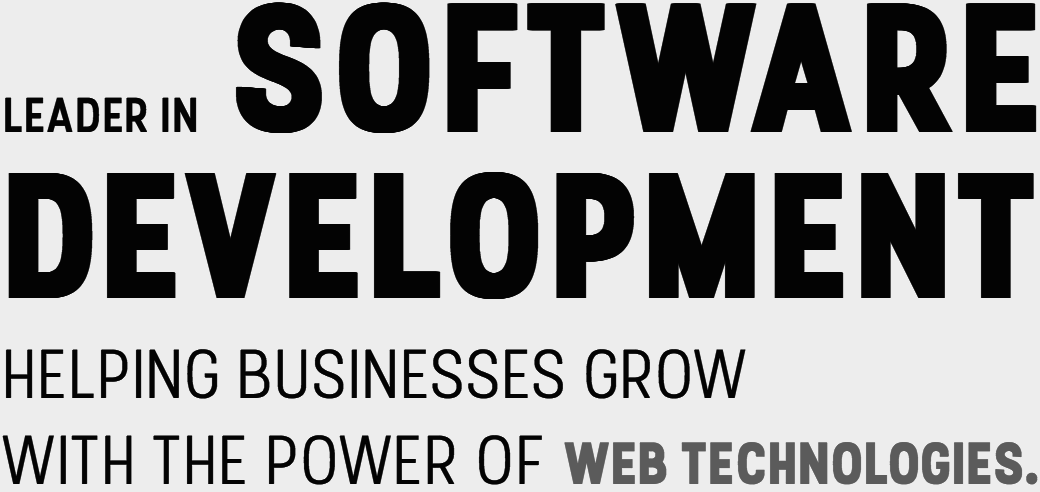 LEADER IN SOFTWARE
DEVELOPMENT
HELPING BUSINESSES GROW
WITH THE POWER OF WEB TECHNOLOGIES.